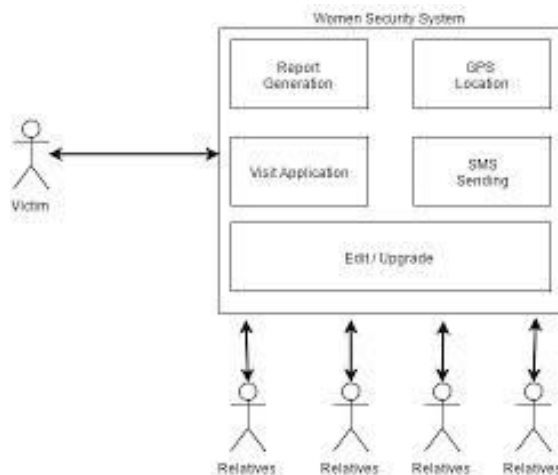 Women Security System
Report
Generation
GPS
Location
Visit Application
SMS
Sending
Victim
Edit / Upgrade
Relatives
Relatives
Relatives
Relatives